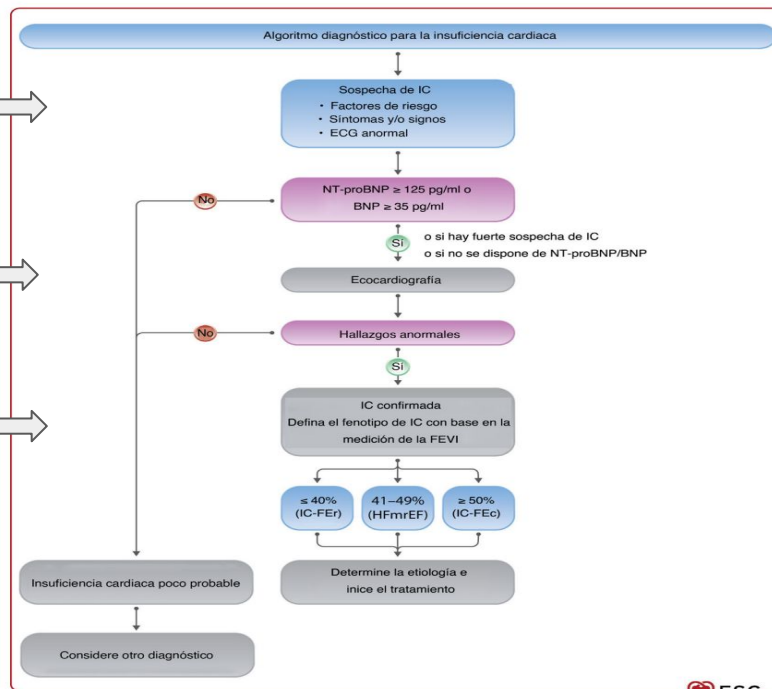 Algoritmo diagnóstico para la insuficiencia cardiaca
Sospecha de IC
• Factores de riesgo
• Síntomas y/o signos
• ECG anormal
No
NT-proBNP ≥ 125 pg/ml o
BNP ≥ 35 pg/ml
Sí
o si hay fuerte sospecha de IC
o si no se dispone de NT-proBNP/BNP
Ecocardiografía
No
Hallazgos anormales
Sí
IC confirmada
Defina el fenotipo de IC con base en la
medición de la FEVI
≤ 40%
(IC-FEr)
41–49%
(HFmrEF)
≥ 50%
(IC-FEc)
Insuficiencia cardiaca poco probable
Determine la etiología e
inice el tratamiento
Considere otro diagnóstico
ESC